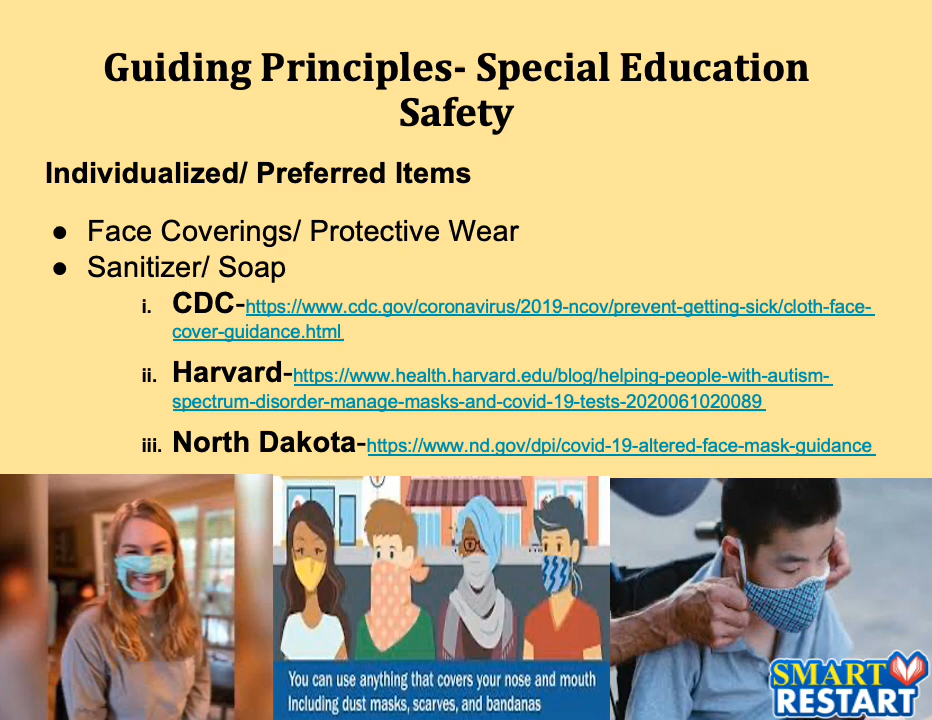 Guiding Principles- Special Education
Safety
Individualized/ Preferred Items
● Face Coverings/ Protective Wear
● Sanitizer/ Soap
i. CDC-https://www.cdc.gov/coronavirus/2019-ncov/prevent-getting-sick/cloth-face-
cover-guidance.html
ii. Harvard-https://www.health.harvard.edu/blog/helping-people-with-autism-
spectrum-disorder-manage-masks-and-covid-19-tests-2020061020089
iii. North Dakota-https://www.nd.gov/dpi/covid-19-altered-face-mask-guidance
You can use anything that covers your nose and mouth
Including dust masks, scarves, and bandanas
SMART
RESTART